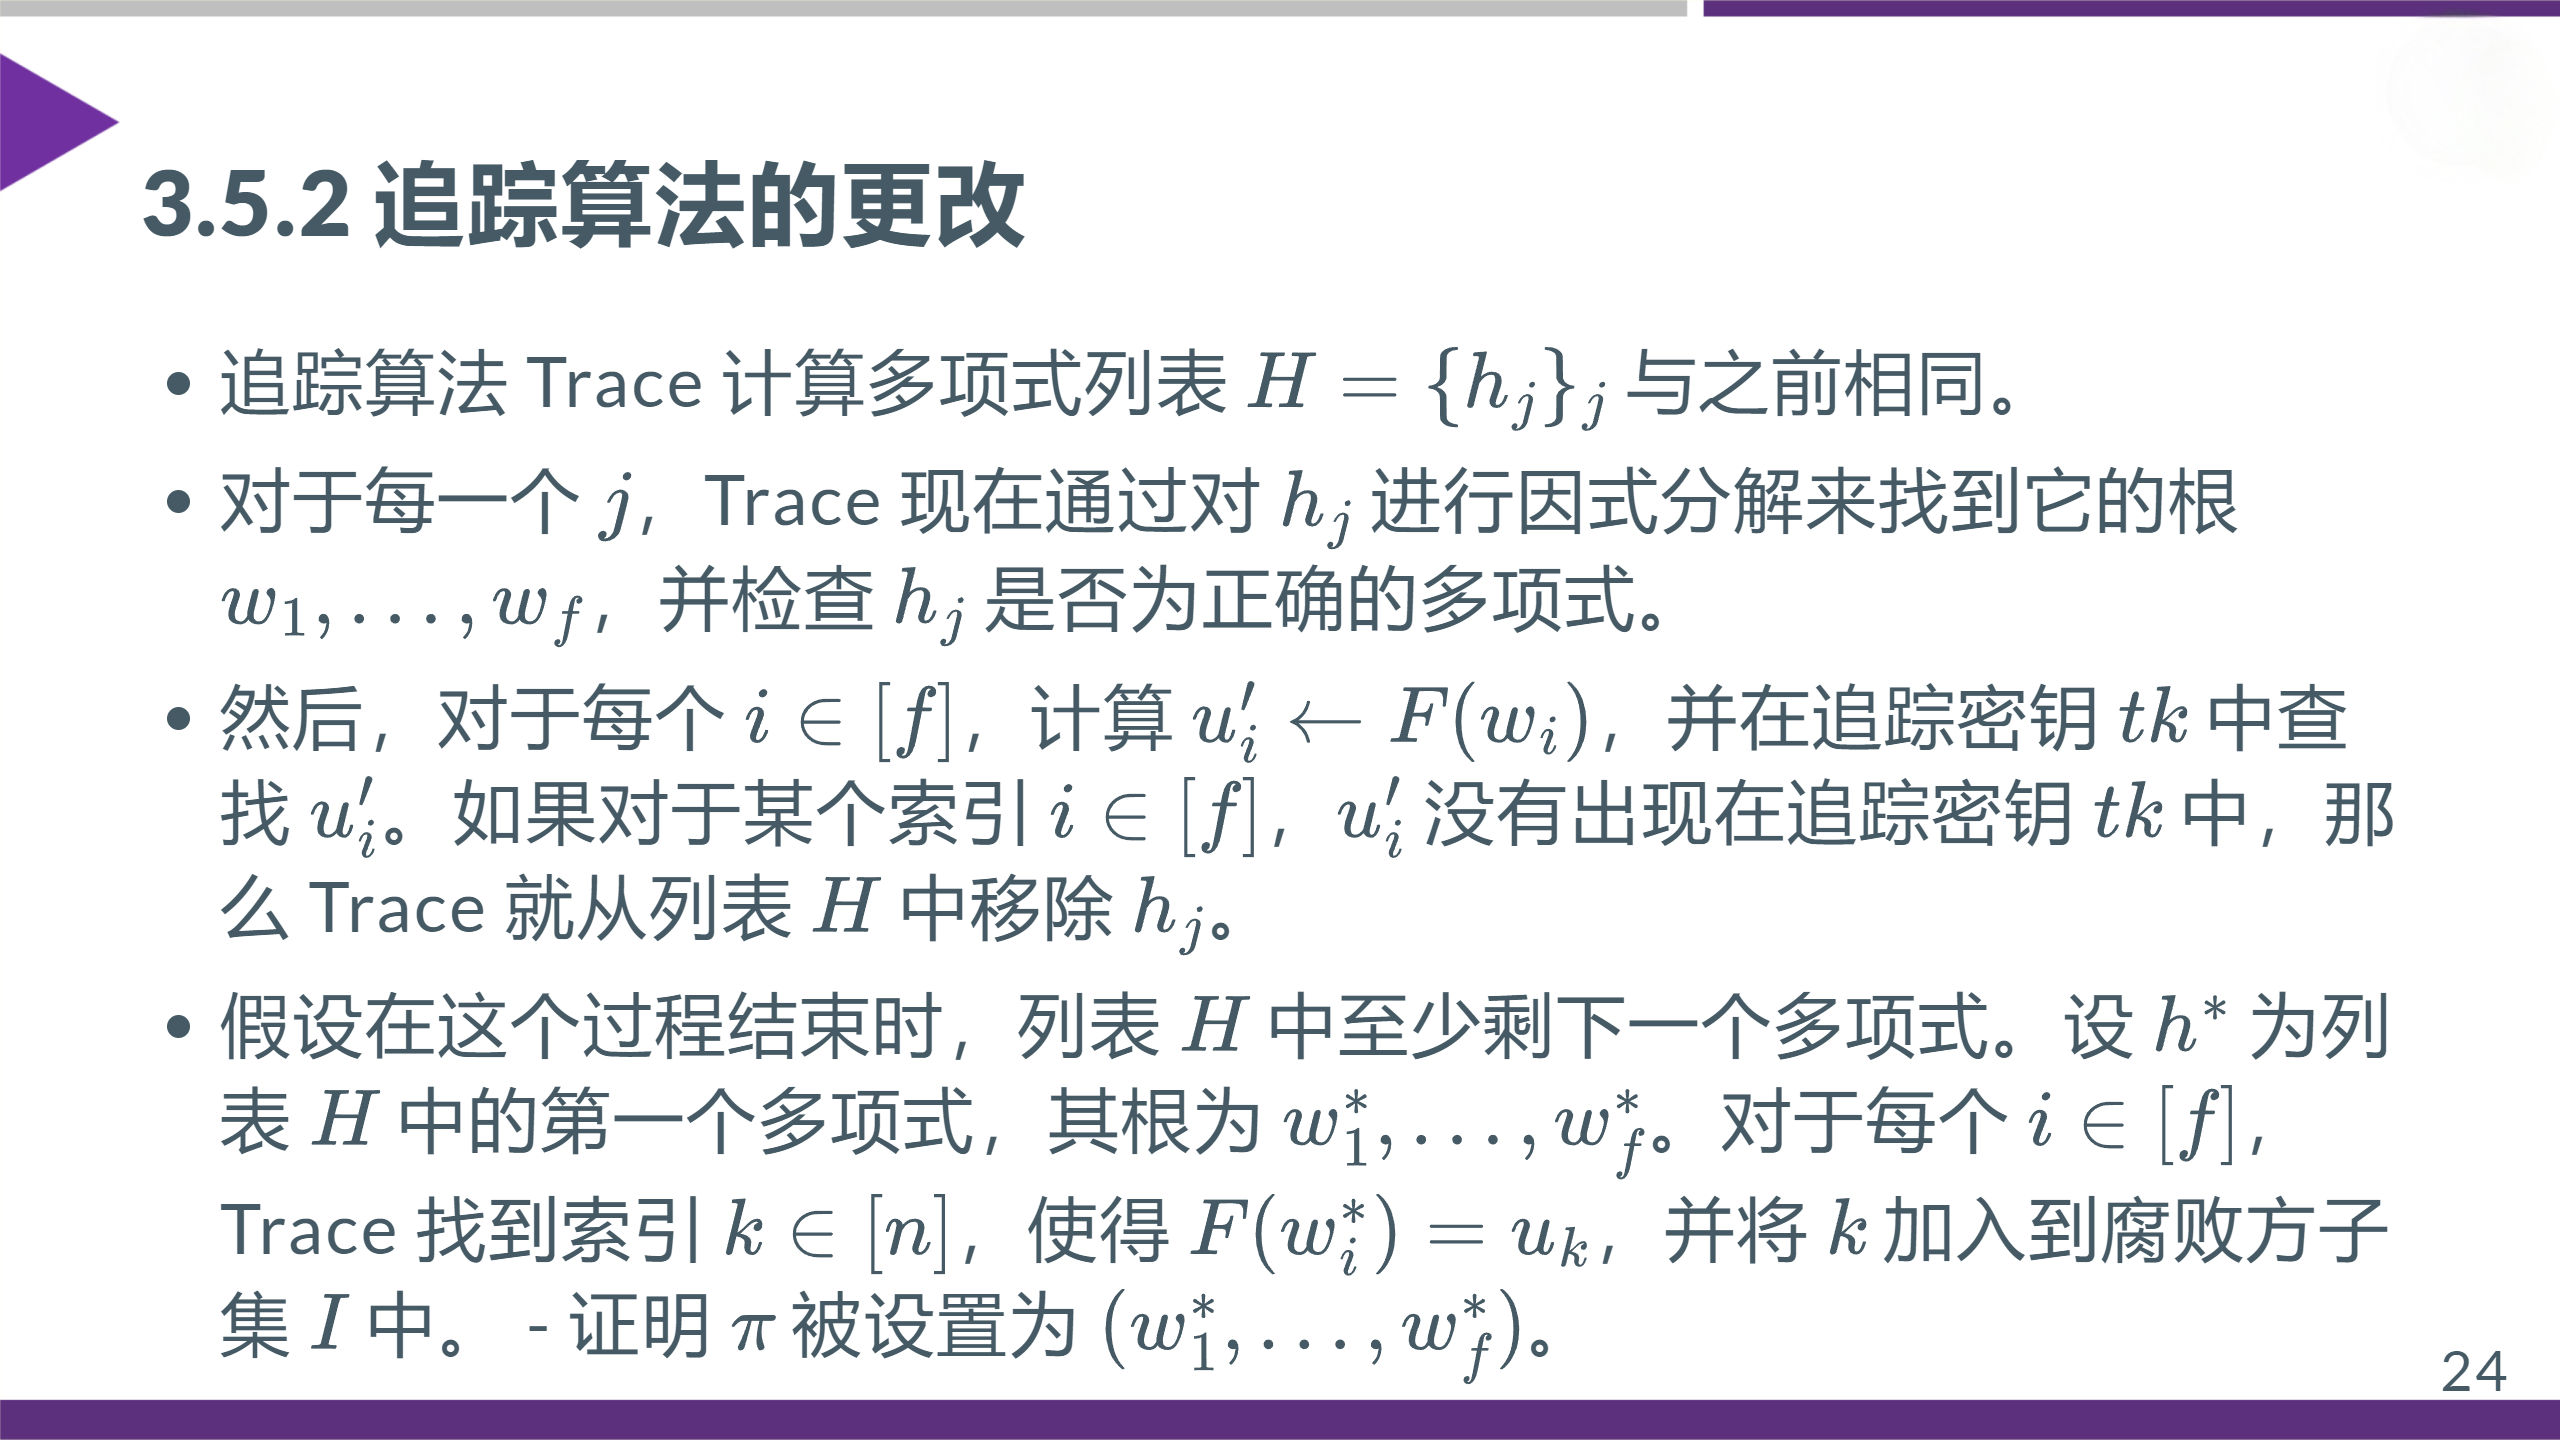 3.5.2 追踪算法的更改
• 追踪算法 Trace 计算多项式列表 $H = \{h_j\}_j$ 与之前相同。
• 对于每一个 $j$，Trace 现在通过对 $h_j$ 进行因式分解来找到它的根
$w_1, \ldots, w_f$，并检查 $h_j$ 是否为正确的多项式。
• 然后，对于每个 $i \in [f]$，计算 $u'_i \leftarrow F(w_i)$，并在追踪密钥 $tk$ 中查
找 $u'_i$。如果对于某个索引 $i \in [f]$，$u'_i$ 没有出现在追踪密钥 $tk$ 中，那
么 Trace 就从列表 $H$ 中移除 $h_j$。
• 假设在这个过程结束时，列表 $H$ 中至少剩下一个多项式。设 $h^*$ 为列
表 $H$ 中的第一个多项式，其根为 $w^*_1, \ldots, w^*_f$。对于每个 $i \in [f]$，
Trace 找到索引 $k \in [n]$，使得 $F(w^*_i) = u_k$，并将 $k$ 加入到腐败方子
集 $I$ 中。 - 证明 $\pi$ 被设置为 $(w^*_1, \ldots, w^*_f)$。
24